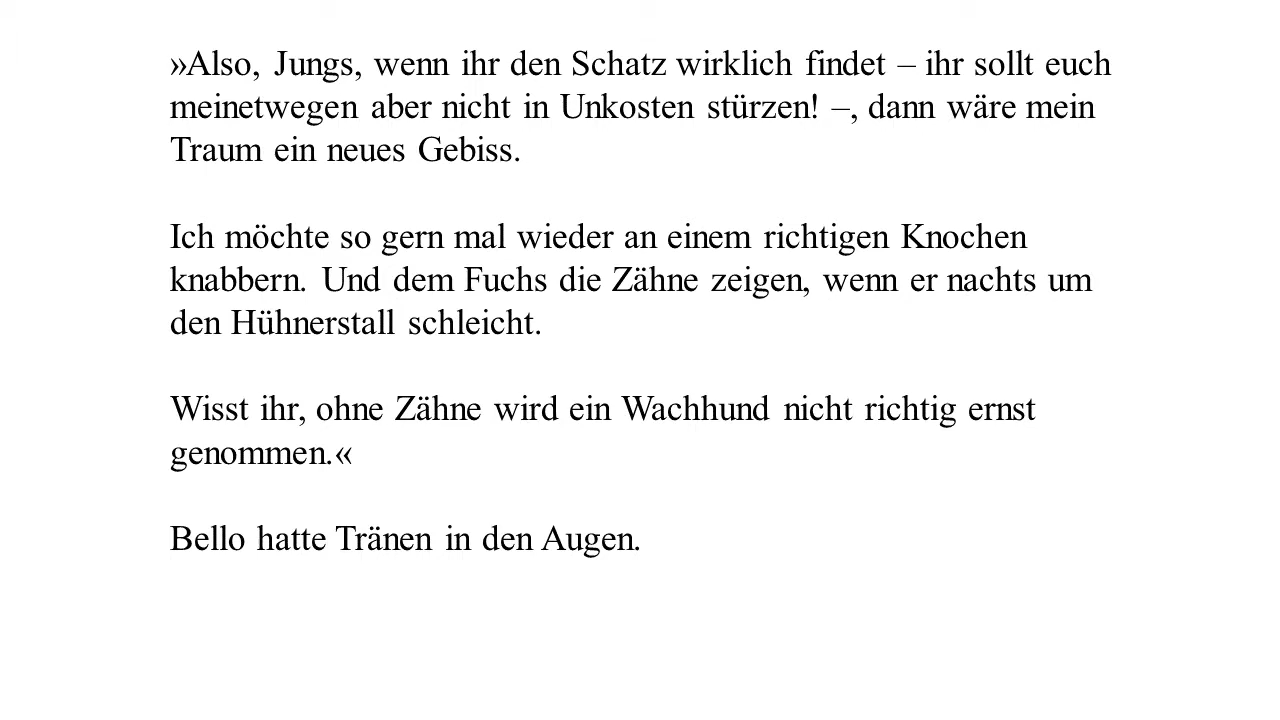 »Also, Jungs, wenn ihr den Schatz wirklich findet – ihr sollt euch
meinetwegen aber nicht in Unkosten stürzen! –, dann wäre mein
Traum ein neues Gebiss.
Ich möchte so gern mal wieder an einem richtigen Knochen
knabbern. Und dem Fuchs die Zähne zeigen, wenn er nachts um
den Hühnerstall schleicht.
Wisst ihr, ohne Zähne wird ein Wachhund nicht richtig ernst
genommen.«
Bello hatte Tränen in den Augen.